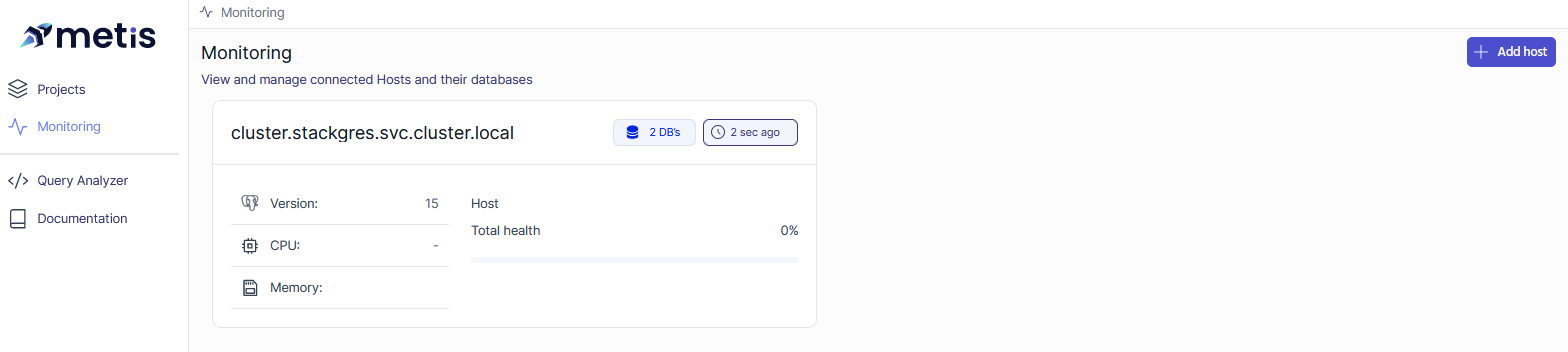 metis
Projects
Monitoring
Query Analyzer
Documentation
Monitoring
Monitoring
Add host
View and manage connected Hosts and their databases
cluster.stackgres.svc.cluster.local
2 DB's
2 sec ago
Version: 15
CPU: -
Memory:
Host
Total health 0%